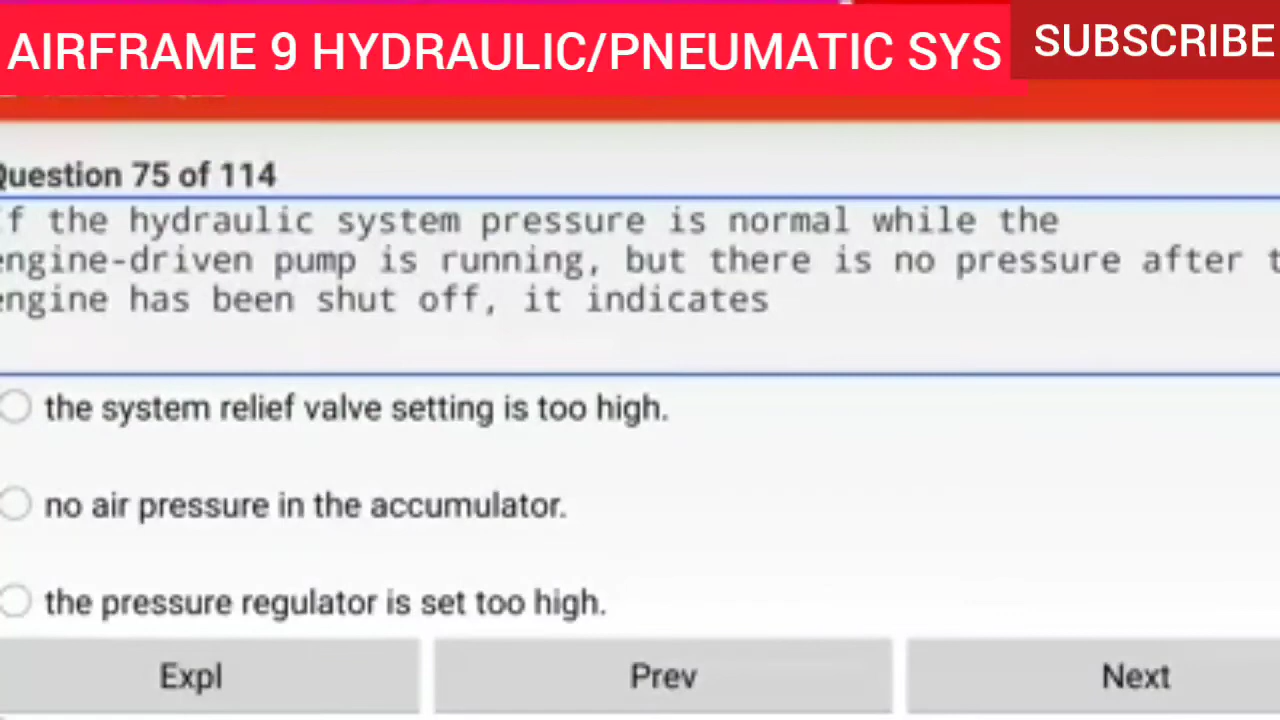 AIRFRAME 9 HYDRAULIC/PNEUMATIC SYS
SUBSCRIBE
Question 75 of 114
If the hydraulic system pressure is normal while the
engine-driven pump is running, but there is no pressure after t
engine has been shut off, it indicates
the system relief valve setting is too high.
no air pressure in the accumulator.
the pressure regulator is set too high.
Expl
Prev
Next